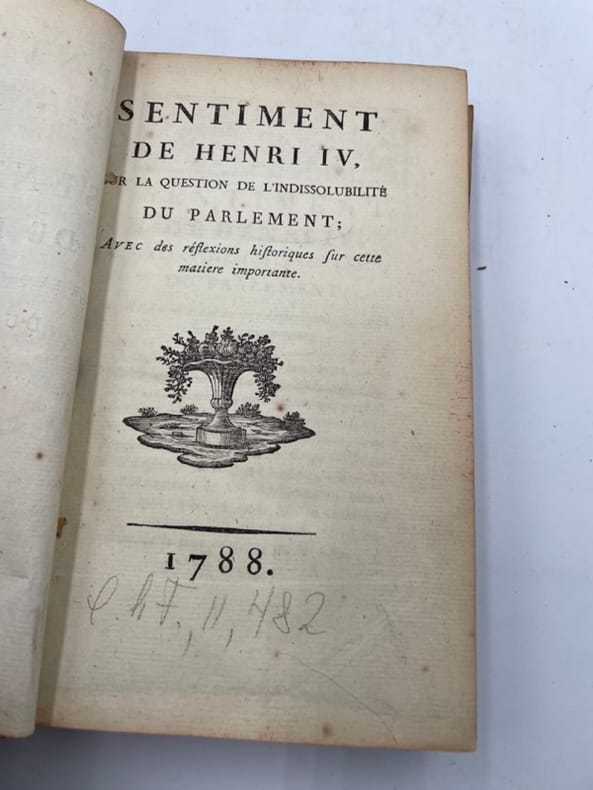 SENTIMENT
DE HENRI IV,
SUR LA QUESTION DE L'INDISSOLUBILITÉ
DU PARLEMENT;
AVEC des réflexions hiſtoriques ſur cette
matiere importante.
1788.
11, 482